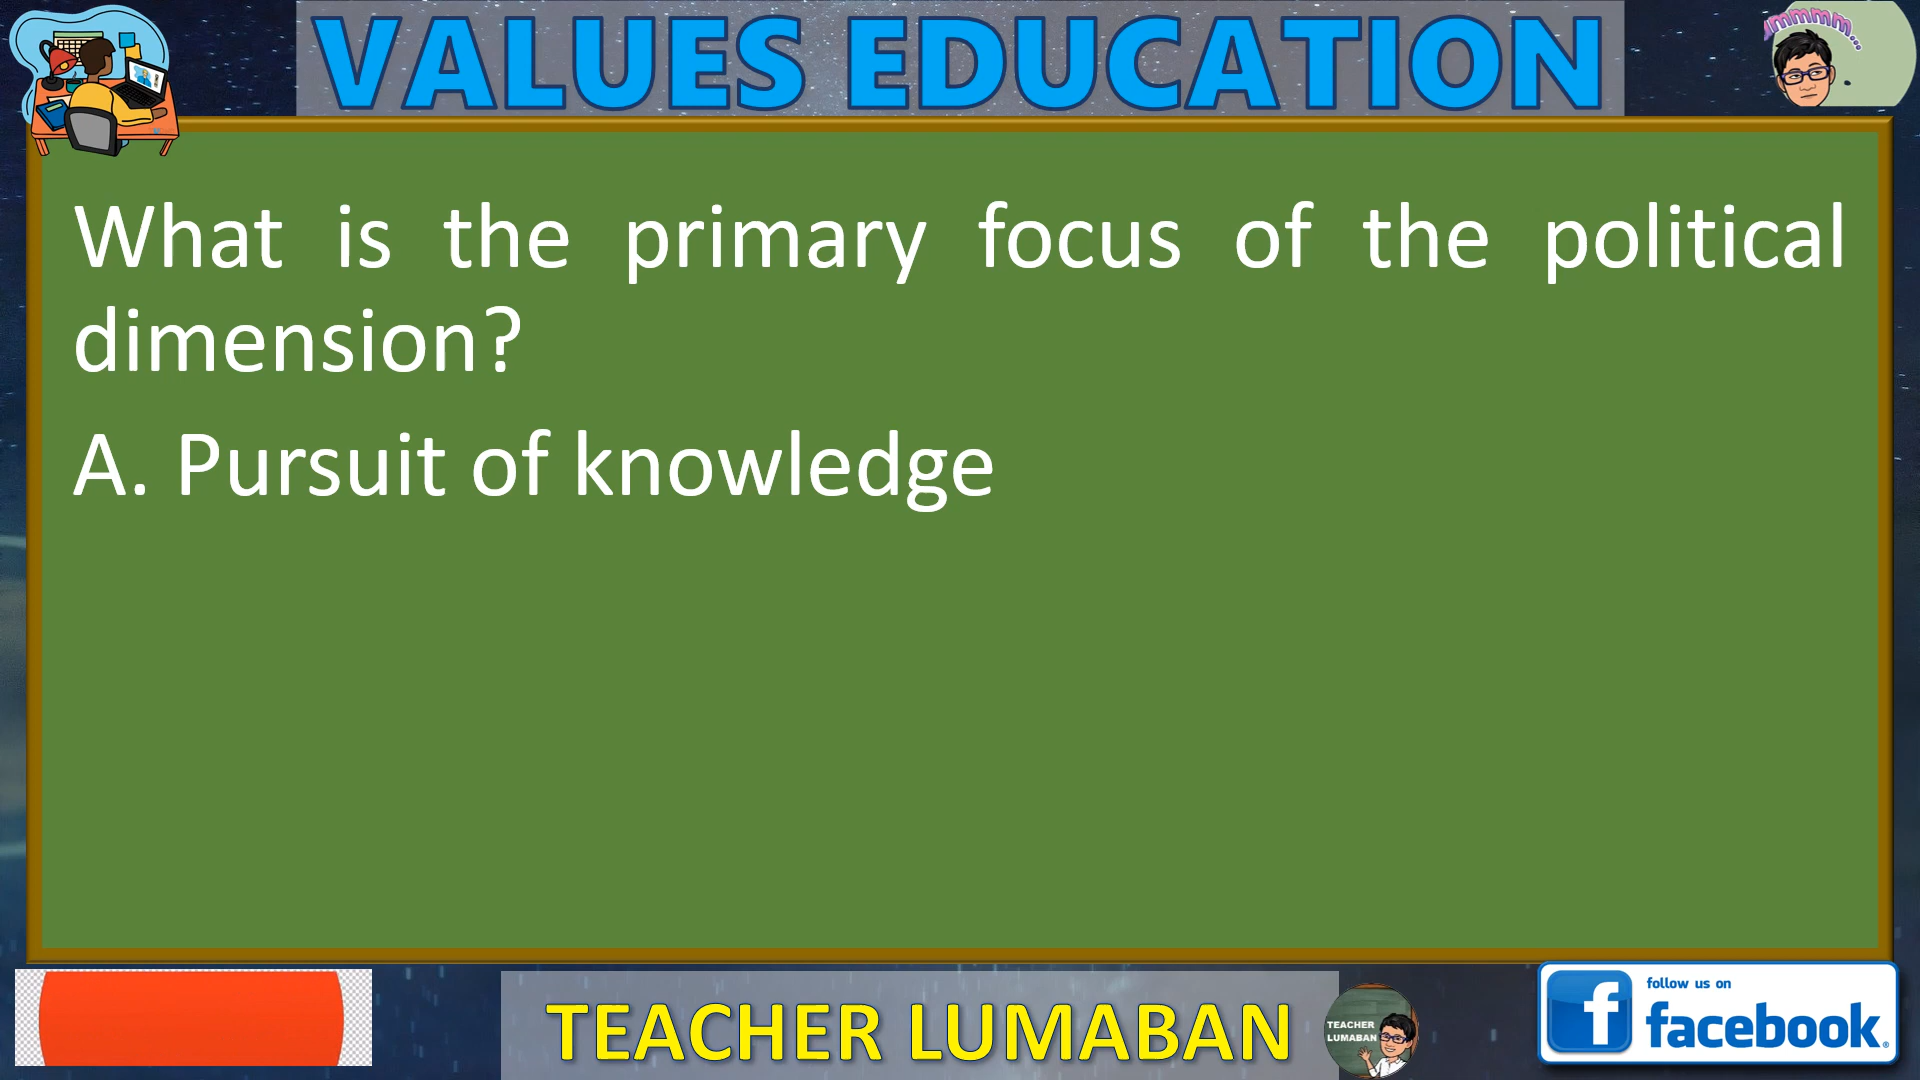 VALUES EDUCATION
ummmm...
What is the primary focus of the political
dimension?
A. Pursuit of knowledge
TEACHER LUMABAN
TEACHER
LUMABAN
f
follow us on
facebook.